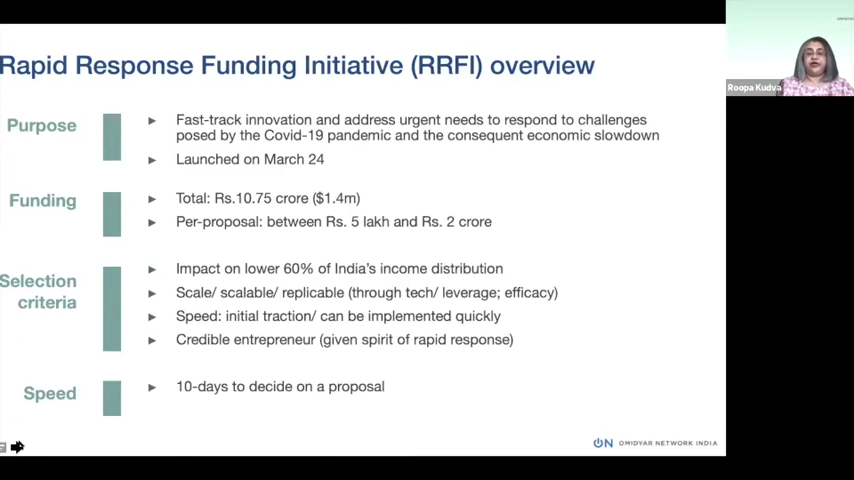 Rapid Response Funding Initiative (RRFI) overview
Purpose
Fast-track innovation and address urgent needs to respond to challenges
posed by the Covid-19 pandemic and the consequent economic slowdown
Launched on March 24
Funding
Total: Rs.10.75 crore ($1.4m)
Per-proposal: between Rs. 5 lakh and Rs. 2 crore
Selection
criteria
Impact on lower 60% of India's income distribution
Scale/ scalable/ replicable (through tech/ leverage; efficacy)
Speed: initial traction/ can be implemented quickly
Credible entrepreneur (given spirit of rapid response)
Speed
10-days to decide on a proposal
ON OMIDYAR NETWORK INDIA
Roopa Kudva